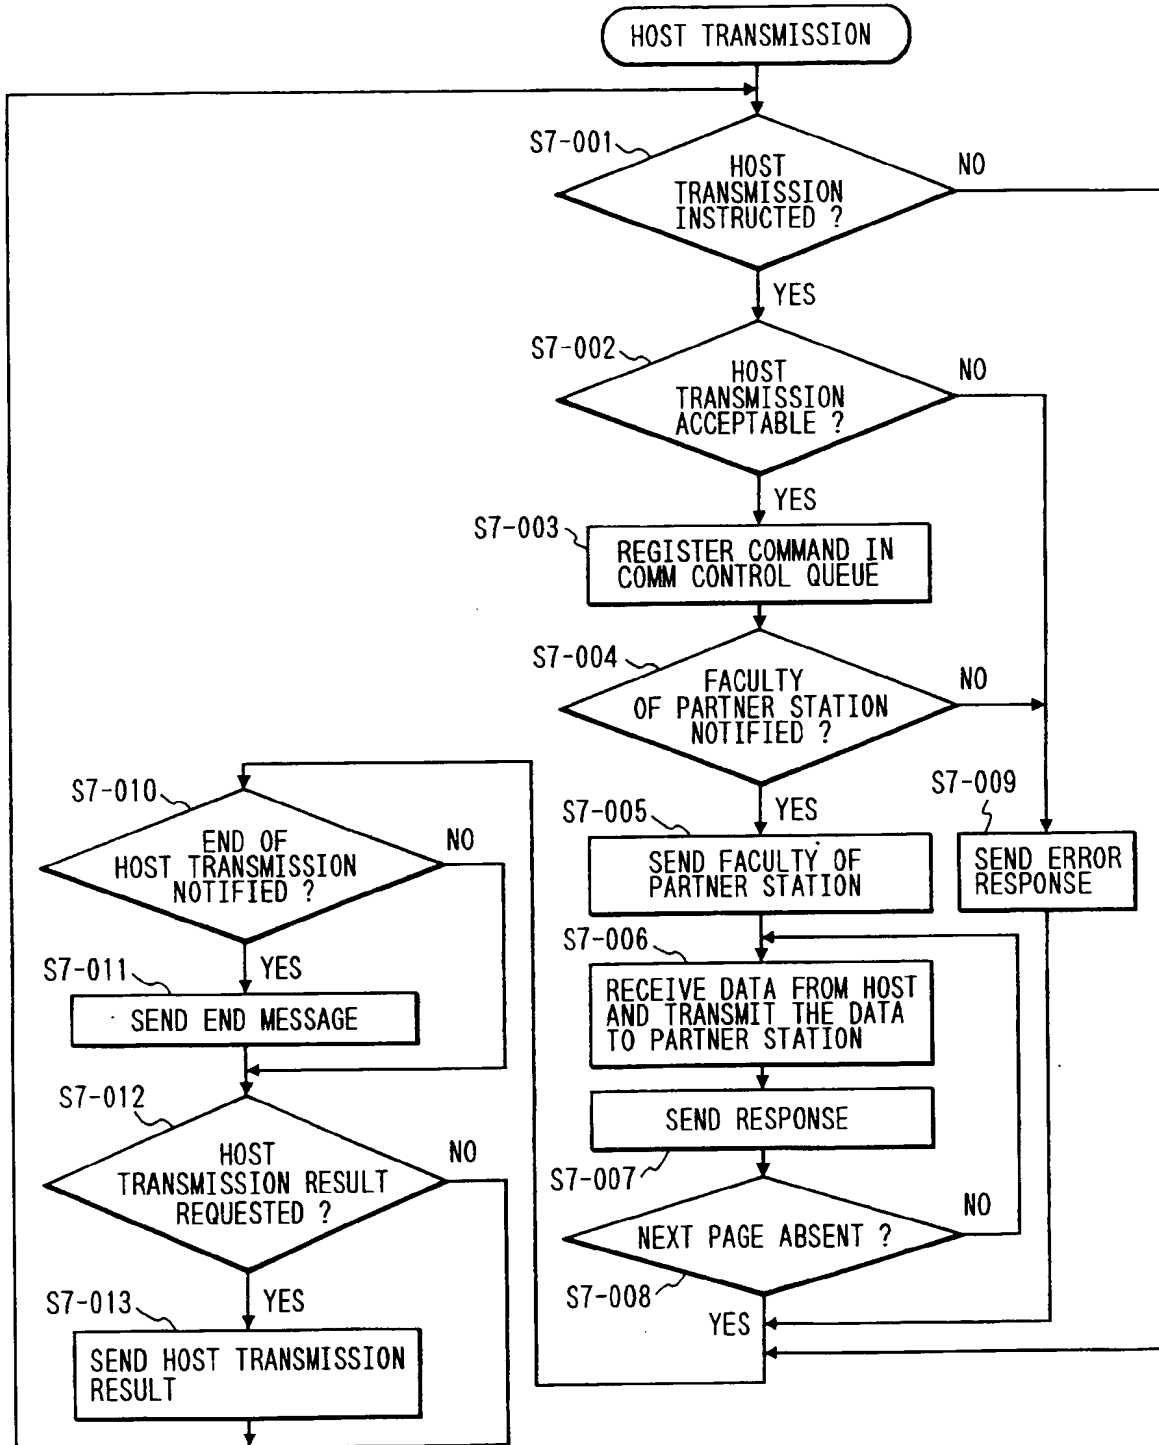 HOST TRANSMISSION
S7-001
HOST
TRANSMISSION
INSTRUCTED ?
NO
YES
S7-002
HOST
TRANSMISSION
ACCEPTABLE ?
NO
YES
S7-003
REGISTER COMMAND IN
COMM CONTROL QUEUE
S7-004
FACULTY
OF PARTNER STATION
NOTIFIED ?
NO
YES
S7-005
SEND FACULTY OF
PARTNER STATION
S7-009
SEND ERROR
RESPONSE
S7-006
RECEIVE DATA FROM HOST
AND TRANSMIT THE DATA
TO PARTNER STATION
SEND RESPONSE
S7-007
NEXT PAGE ABSENT ?
NO
S7-008
YES
S7-010
END OF
HOST TRANSMISSION
NOTIFIED ?
NO
YES
S7-011
SEND END MESSAGE
S7-012
HOST
TRANSMISSION RESULT
REQUESTED ?
NO
YES
S7-013
SEND HOST TRANSMISSION
RESULT